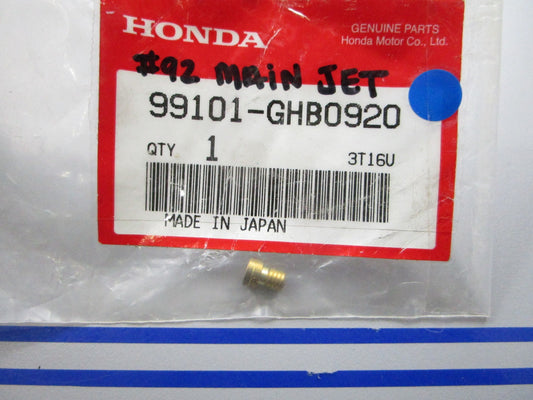 HONDA
GENUINE PARTS
Honda Motor Co., Ltd.
#92 MAIN JET
99101-GHB0920
QTY 1 3T16U
MADE IN JAPAN